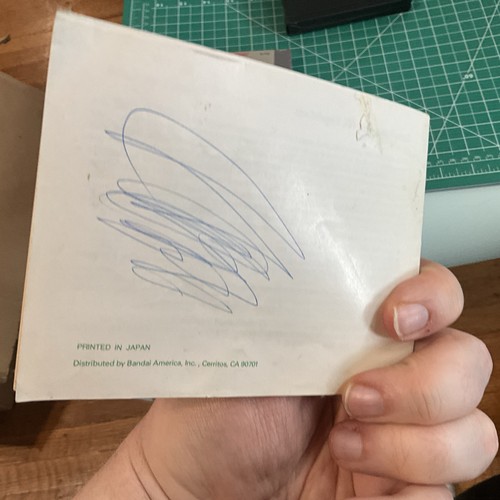 PRINTED IN JAPAN
Distributed by Bandai America, Inc., Cerritos, CA 90701